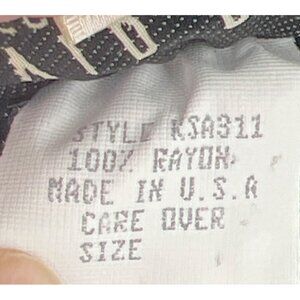 STYLE KSA311
100% RAYON
MADE IN U.S.A
CARE OVER
SIZE